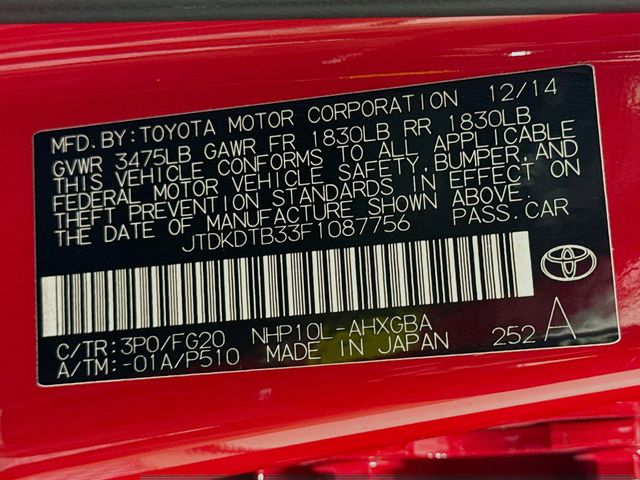 MFD.BY:TOYOTA MOTOR CORPORATION 12/14
GVWR 3475LB GAWR FR 1830LB RR 1830LB
THIS VEHICLE CONFORMS TO ALL APPLICABLE
FEDERAL MOTOR VEHICLE SAFETY,BUMPER,AND
THEFT PREVENTION STANDARDS IN EFFECT ON
THE DATE OF MANUFACTURE SHOWN ABOVE.
JTDKDTB33F1087756 PASS.CAR
C/TR:3P0/FG20 NHP10L-AHXGBA
A/TM:-01A/P510 MADE IN JAPAN 252 A